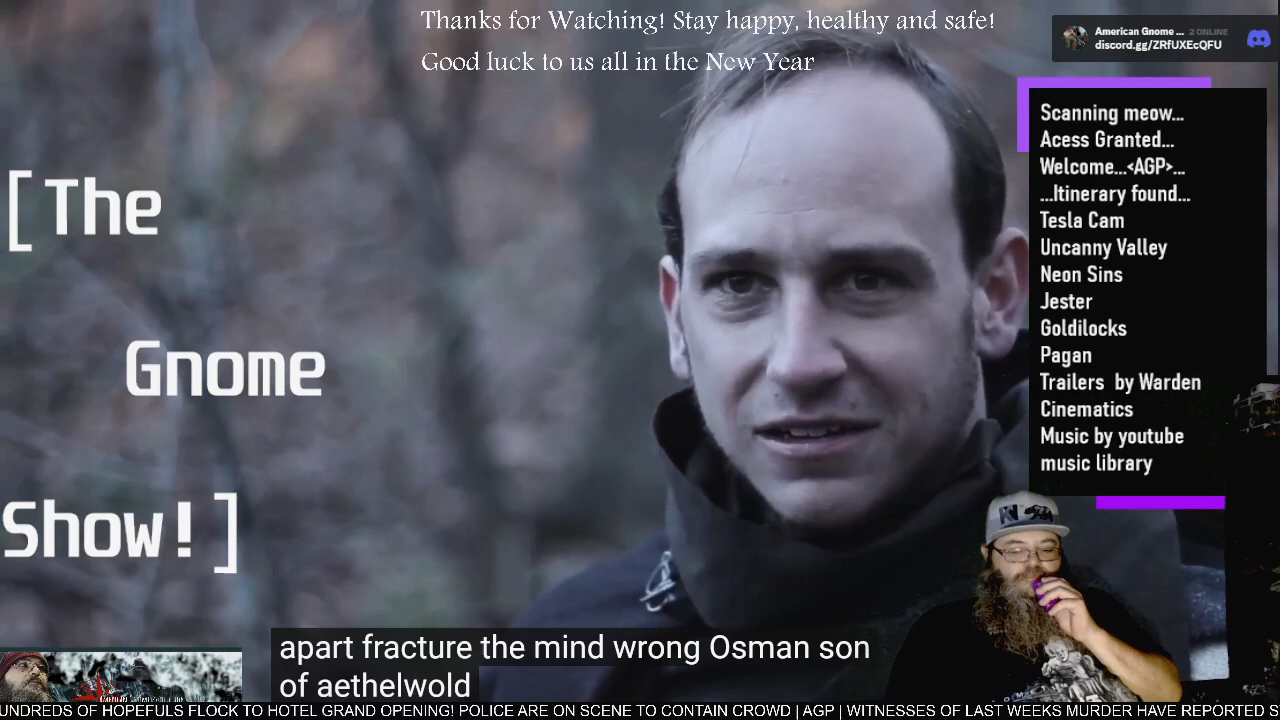 Thanks for Watching! Stay happy, healthy and safe!
Good luck to us all in the New Year
American Gnome ... 2 ONLINE
discord.gg/ZRfUXEcQFU
[The
Gnome
Show!]
Scanning meow...
Acess Granted...
Welcome...<AGP>...
...Itinerary found...
Tesla Cam
Uncanny Valley
Neon Sins
Jester
Goldilocks
Pagan
Trailers by Warden
Cinematics
Music by youtube
music library
apart fracture the mind wrong Osman son
of aethelwold
UNDREDS OF HOPEFULS FLOCK TO HOTEL GRAND OPENING! POLICE ARE ON SCENE TO CONTAIN CROWD | AGP | WITNESSES OF LAST WEEKS MURDER HAVE REPORTED S